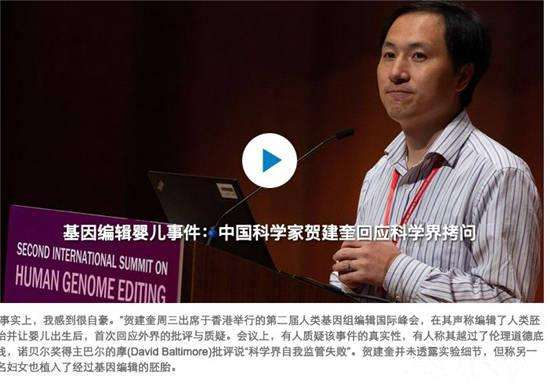 SECOND INTERNATIONAL SUMMIT ON
HUMAN GENOME EDITING
基因编辑婴儿事件：中国科学家贺建奎回应科学界拷问
事实上，我感到很自豪。”贺建奎周三出席于香港举行的第二届人类基因组编辑国际峰会，在其声称编辑了人类胚
胎并让婴儿出生后，首次回应外界的批评与质疑。会议上，有人质疑该事件的真实性，有人称其越过了伦理道德底
线，诺贝尔奖得主巴尔的摩(David Baltimore)批评说“科学界自我监管失败”。贺建奎并未透露实验细节，但称另一
名妇女也植入了经过基因编辑的胚胎。